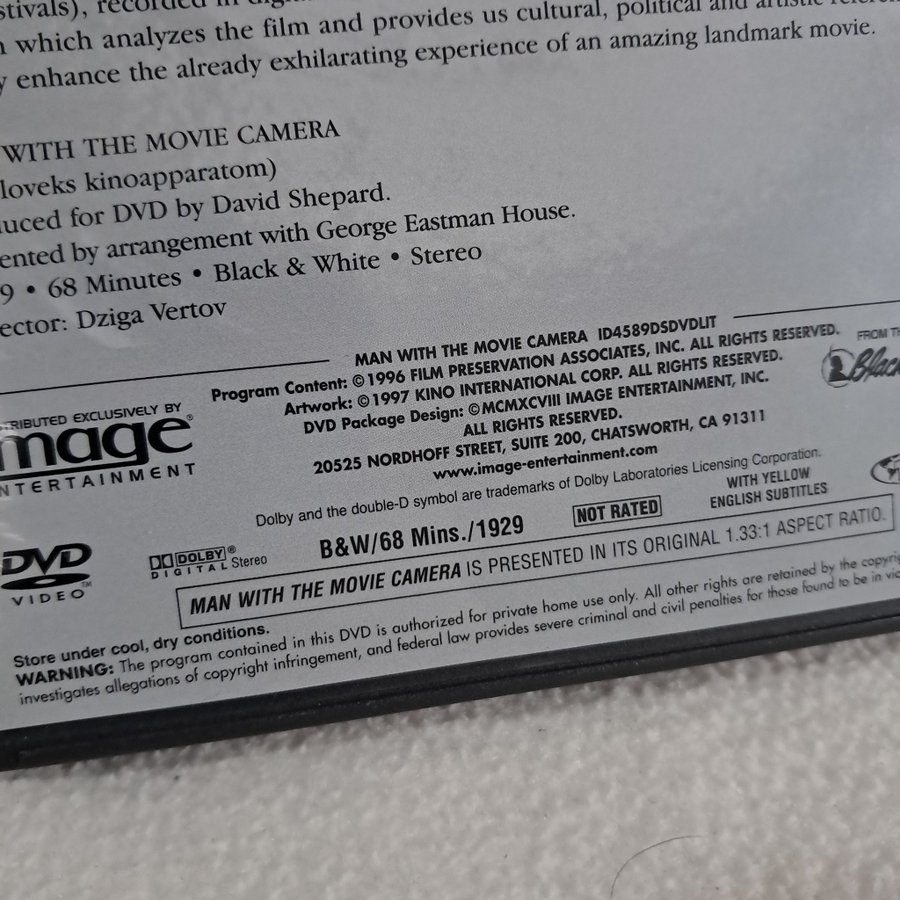 recorded in
which analyzes the film and provides us cultural, political and artistic
enhance the already exhilarating experience of an amazing landmark movie.
WITH THE MOVIE CAMERA
loveks kinoapparatom)
uced for DVD by David Shepard.
ented by arrangement with George Eastman House.
9 • 68 Minutes • Black & White • Stereo
ector: Dziga Vertov
MAN WITH THE MOVIE CAMERA ID4589DSDVDLIT
Program Content: ©1996 FILM PRESERVATION ASSOCIATES, INC. ALL RIGHTS RESERVED.
Artwork: ©1997 KINO INTERNATIONAL CORP. ALL RIGHTS RESERVED.
DVD Package Design: ©MCMXCVIII IMAGE ENTERTAINMENT, INC.
ALL RIGHTS RESERVED.
20525 NORDHOFF STREET, SUITE 200, CHATSWORTH, CA 91311
www.image-entertainment.com
FROM TH
Black
TRIBUTED EXCLUSIVELY BY
mage®
NTERTAINMENT
Dolby and the double-D symbol are trademarks of Dolby Laboratories Licensing Corporation.
DVD
VIDEO™
DOLBY®
DIGITAL Stereo
B&W/68 Mins./1929
NOT RATED
WITH YELLOW
ENGLISH SUBTITLES
MAN WITH THE MOVIE CAMERA IS PRESENTED IN ITS ORIGINAL 1.33:1 ASPECT RATIO.
Store under cool, dry conditions.
WARNING: The program contained in this DVD is authorized for private home use only. All other rights are retained by the copyrig
investigates allegations of copyright infringement, and federal law provides severe criminal and civil penalties for those found to be in vio